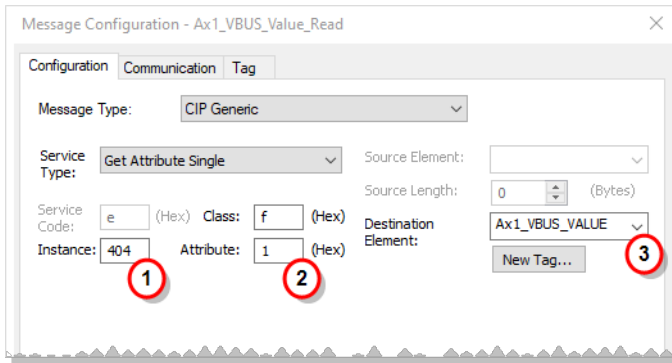 Message Configuration - Ax1_VBUS_Value_Read
Configuration Communication Tag
Message Type: CIP Generic
Service Type: Get Attribute Single
Source Element:
Source Length: 0 (Bytes)
Service Code: e (Hex) Class: f (Hex)
Destination Element: Ax1_VBUS_VALUE
Instance: 404 Attribute: 1 (Hex)
New Tag...
1
2
3